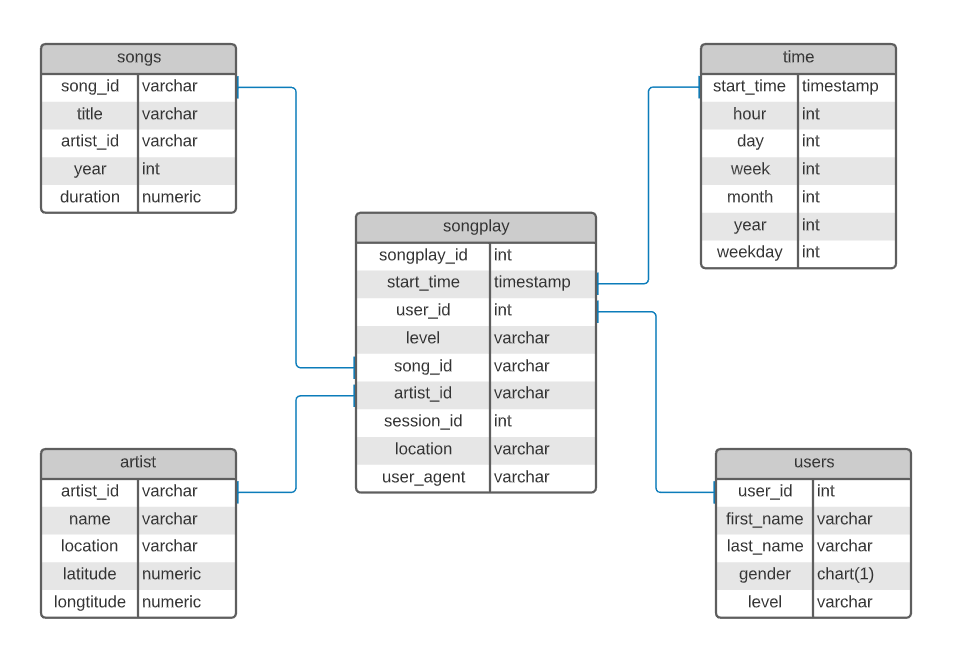 songs
song_id varchar
title varchar
artist_id varchar
year int
duration numeric
time
start_time timestamp
hour int
day int
week int
month int
year int
weekday int
songplay
songplay_id int
start_time timestamp
user_id int
level varchar
song_id varchar
artist_id varchar
session_id int
location varchar
user_agent varchar
artist
artist_id varchar
name varchar
location varchar
latitude numeric
longtitude numeric
users
user_id int
first_name varchar
last_name varchar
gender chart(1)
level varchar